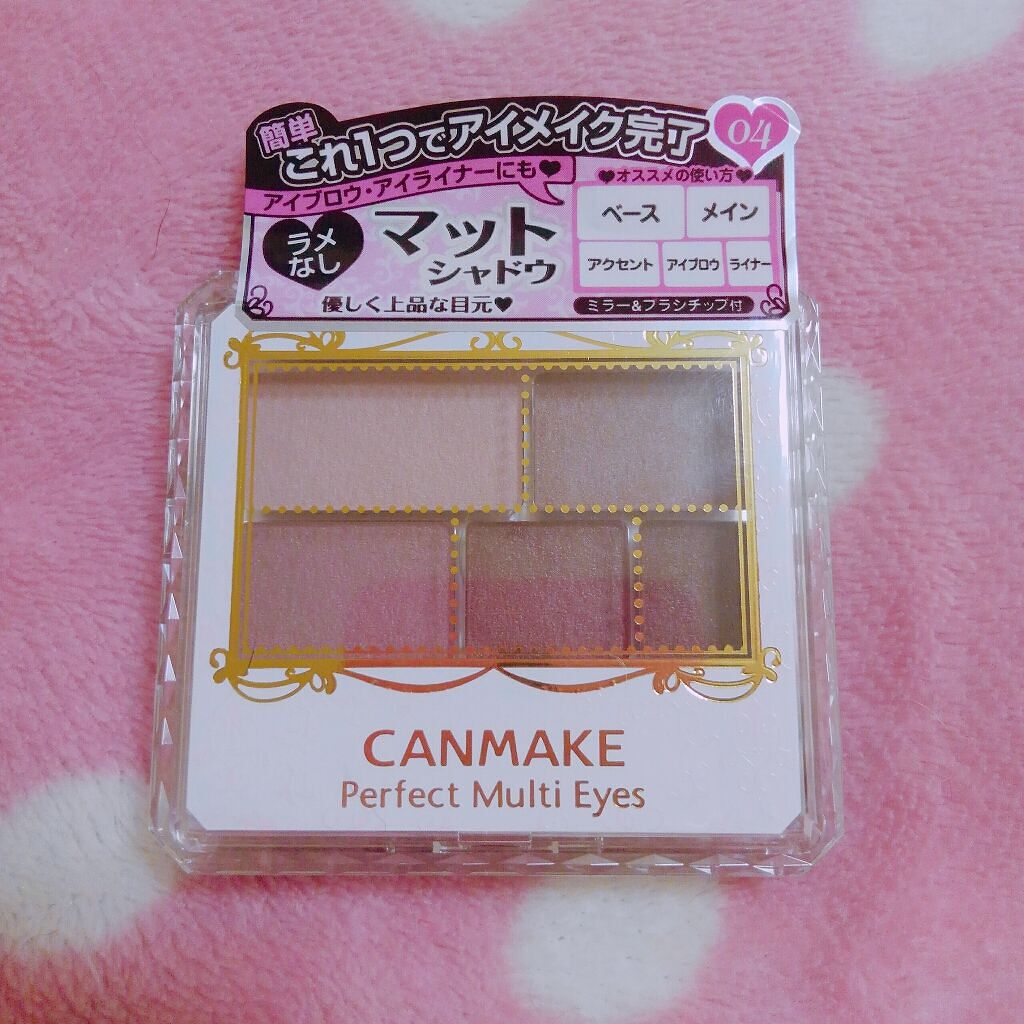 簡単
これ1つでアイメイク完了
04
アイブロウ・アイライナーにも♥
ラメ
なし
マット
シャドウ
優しく上品な目元♥
♥オススメの使い方♥
ベース
メイン
アクセント
アイブロウ
ライナー
ミラー&ブラシチップ付
CANMAKE
Perfect Multi Eyes